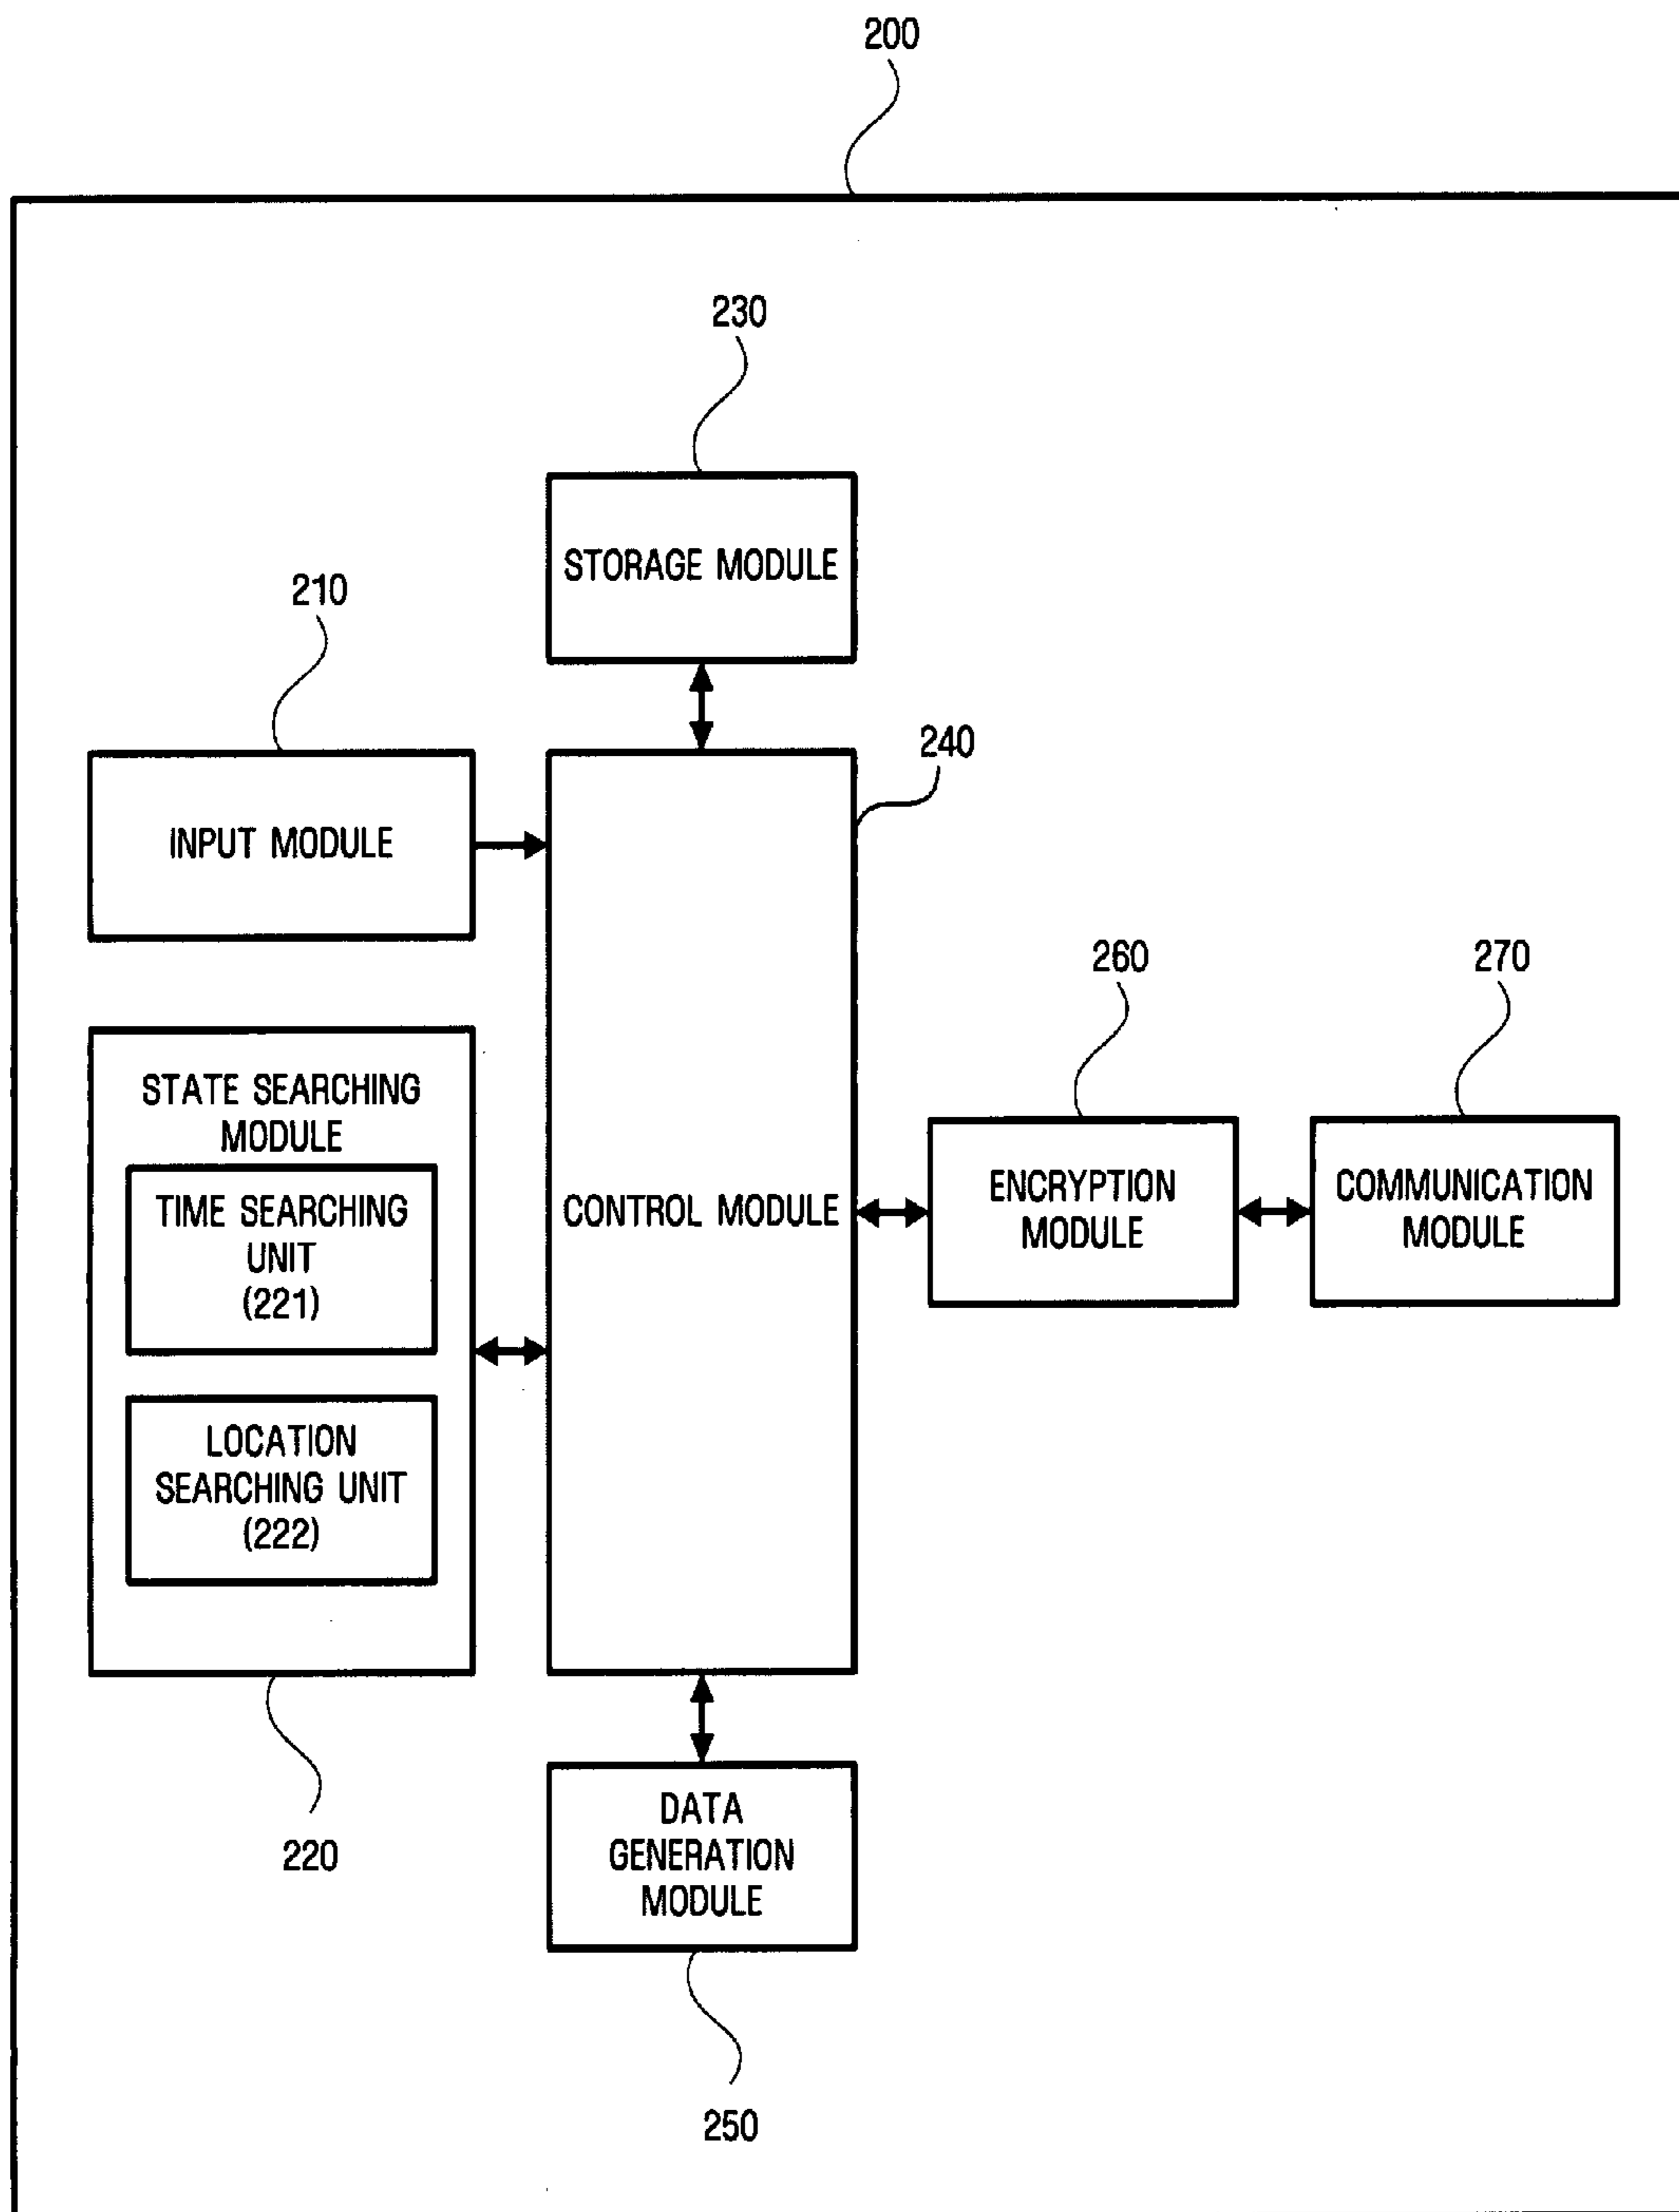 200
230
STORAGE MODULE
210
240
INPUT MODULE
260
270
STATE SEARCHING
MODULE
TIME SEARCHING
UNIT
(221)
CONTROL MODULE
ENCRYPTION
MODULE
COMMUNICATION
MODULE
LOCATION
SEARCHING UNIT
(222)
220
DATA
GENERATION
MODULE
250